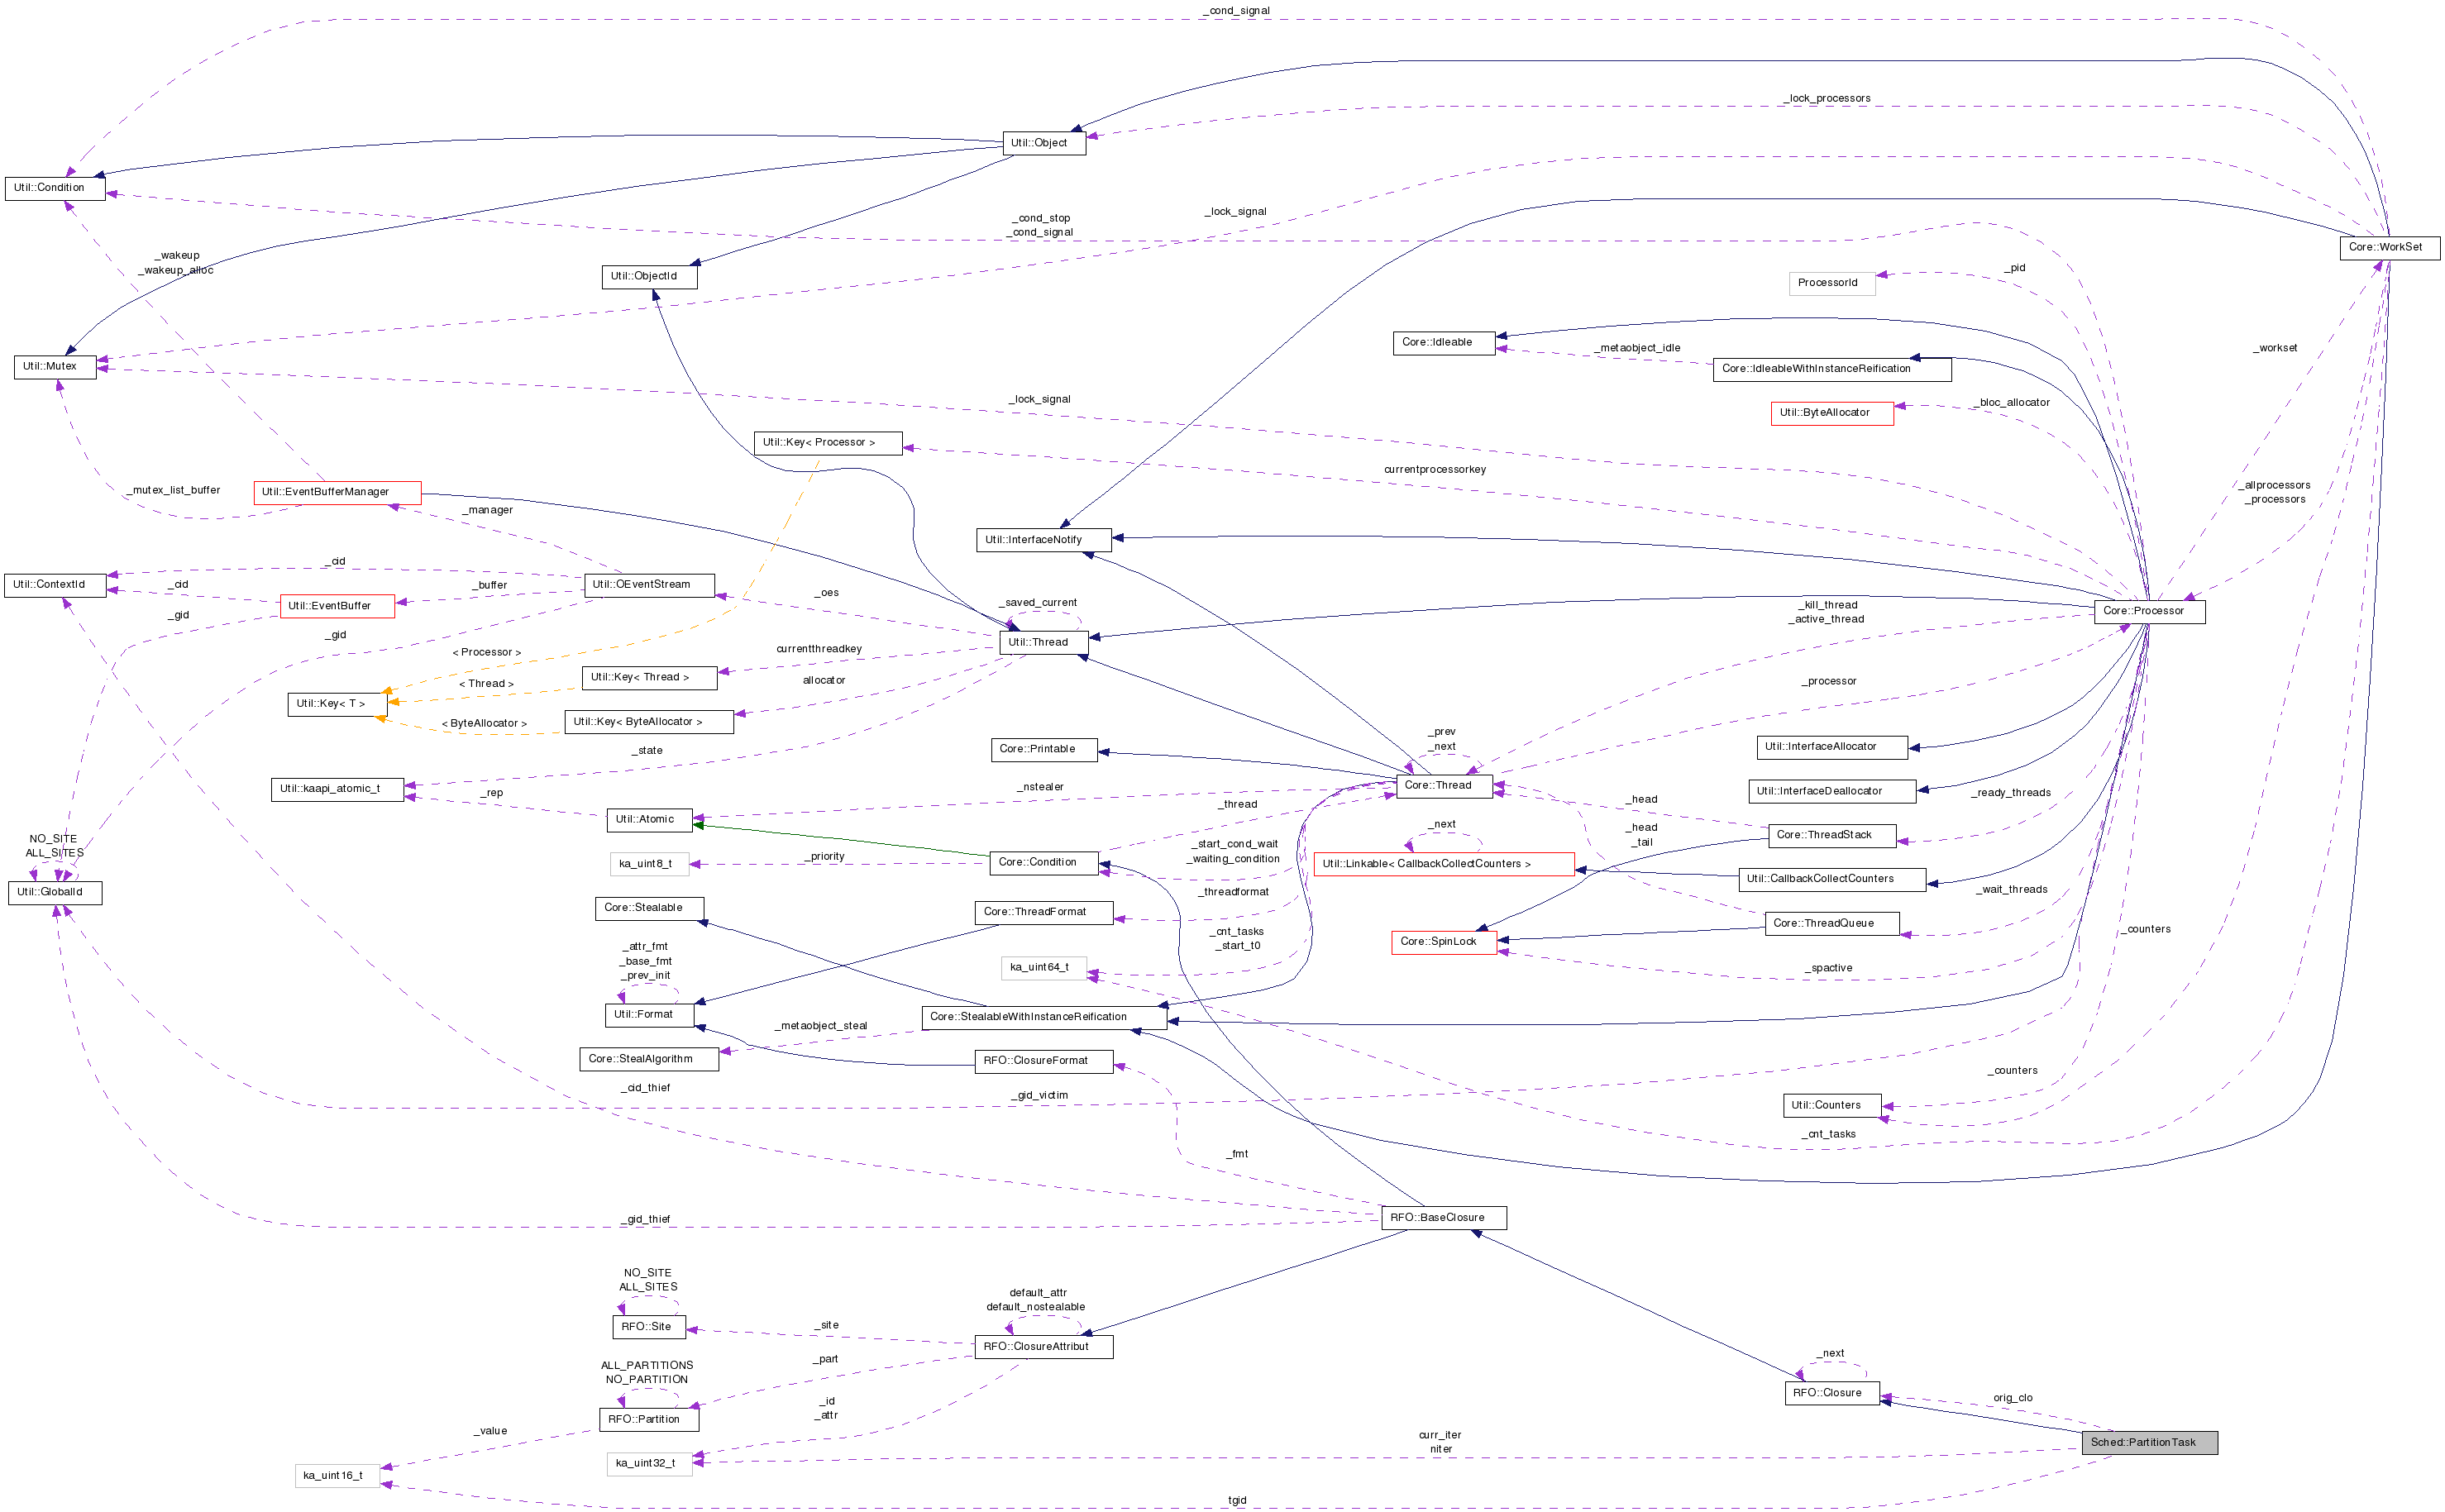 _cond_signal
_lock_processors
Util::Object
Util::Condition
_lock_signal
_cond_stop
_cond_signal
Core::WorkSet
_wakeup
_wakeup_alloc
Util::ObjectId
ProcessorId
_pid
Core::Idleable
_metaobject_idle
_workset
Util::Mutex
Core::IdleableWithInstanceReification
_lock_signal
Util::ByteAllocator
_bloc_allocator
Util::Key< Processor >
currentprocessorkey
_mutex_list_buffer
Util::EventBufferManager
_allprocessors
_processors
_manager
Util::InterfaceNotify
_cid
Util::ContextId
_cid
Util::OEventStream
_buffer
_oes
_saved_current
Util::EventBuffer
_gid
_gid
_kill_thread
_active_thread
Core::Processor
Util::Thread
< Processor >
currentthreadkey
Util::Key< Thread >
< Thread >
allocator
_processor
Util::Key< T >
< ByteAllocator >
Util::Key< ByteAllocator >
_state
Core::Printable
_prev
_next
Util::InterfaceAllocator
Util::kaapi_atomic_t
_rep
_nstealer
Core::Thread
Util::InterfaceDeallocator
_ready_threads
_thread
_head
Util::Atomic
Core::ThreadStack
NO_SITE
ALL_SITES
_next
_head
_tail
_start_cond_wait
_waiting_condition
ka_uint8_t
_priority
Core::Condition
Util::Linkable< CallbackCollectCounters >
Util::CallbackCollectCounters
Util::GlobalId
_threadformat
_wait_threads
Core::Stealable
Core::ThreadFormat
Core::ThreadQueue
_cnt_tasks
_start_t0
Core::SpinLock
_counters
_attr_fmt
_base_fmt
_prev_init
ka_uint64_t
_spactive
Util::Format
Core::StealableWithInstanceReification
_metaobject_steal
Core::StealAlgorithm
RFO::ClosureFormat
_counters
_cid_thief
_gid_victim
Util::Counters
_cnt_tasks
_fmt
_gid_thief
RFO::BaseClosure
NO_SITE
ALL_SITES
default_attr
default_nostealable
RFO::Site
_site
RFO::ClosureAttribut
_next
ALL_PARTITIONS
NO_PARTITION
_part
RFO::Closure
orig_clo
_id
_attr
RFO::Partition
_value
curr_iter
niter
Sched::PartitionTask
ka_uint16_t
ka_uint32_t
tgid